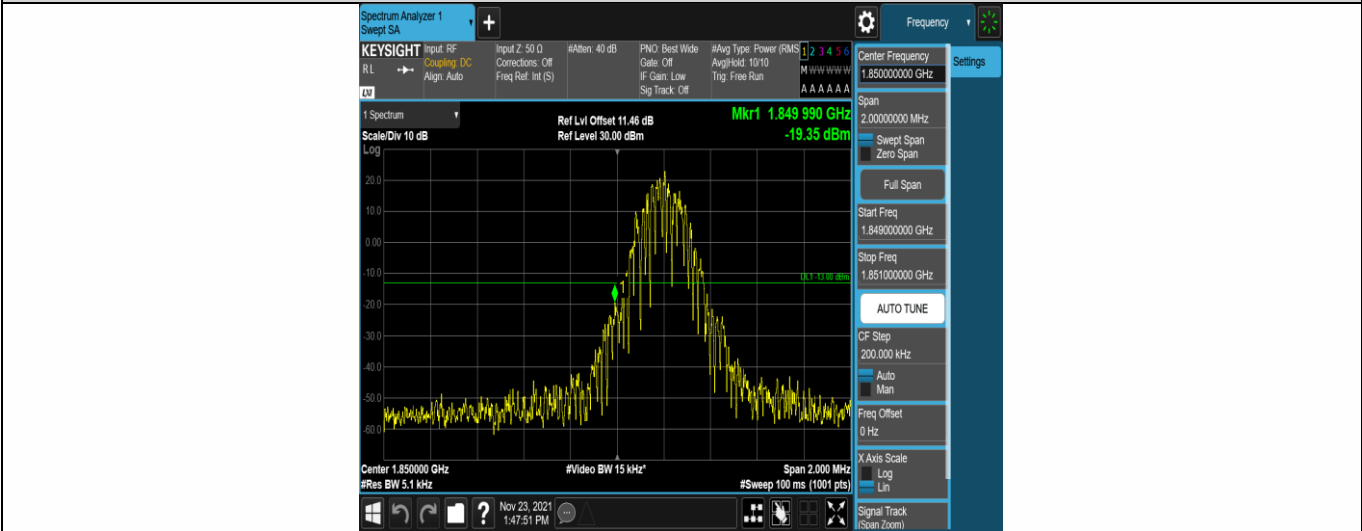 Spectrum Analyzer 1
Swept SA
Frequency
KEYSIGHT
Input: RF
Input Z: 50 Ω
#Atten: 40 dB
PNO: Best Wide
#Avg Type: Power (RMS
1 2 3 4 5 6
R L
Coupling: DC
Corrections: Off
Gate: Off
Avg|Hold: 10/10
M W W W W W
Align: Auto
Freq Ref: Int (S)
IF Gain: Low
Trig: Free Run
Sig Track: Off
A A A A A A
LXI
1 Spectrum
Ref Lvl Offset 11.46 dB
Mkr1 1.849 990 GHz
Scale/Div 10 dB
Ref Level 30.00 dBm
-19.35 dBm
Log
20.0
10.0
0.00
-10.0
DL1 -13.00 dBm
1
-20.0
-30.0
-40.0
-50.0
-60.0
Center 1.850000 GHz
#Video BW 15 kHz*
Span 2.000 MHz
#Res BW 5.1 kHz
#Sweep 100 ms (1001 pts)
?
Nov 23, 2021
1:47:51 PM
Center Frequency
1.850000000 GHz
Settings
Span
2.00000000 MHz
Swept Span
Zero Span
Full Span
Start Freq
1.849000000 GHz
Stop Freq
1.851000000 GHz
AUTO TUNE
CF Step
200.000 kHz
Auto
Man
Freq Offset
0 Hz
X Axis Scale
Log
Lin
Signal Track
(Span Zoom)